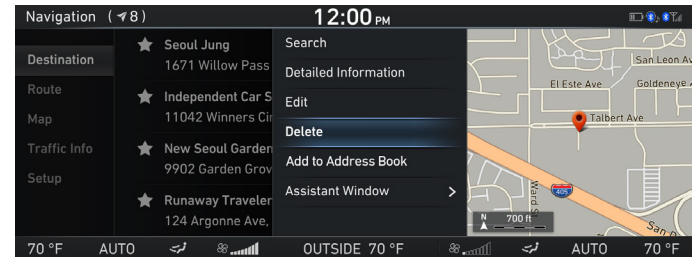 Navigation ( 8 )
12:00 PM
Destination
Route
Map
Traffic Info
Setup
Seoul Jung
1671 Willow Pass
Independent Car S
11042 Winners Cir
New Seoul Garden
9902 Garden Grov
Runaway Traveler
124 Argonne Ave,
Search
Detailed Information
Edit
Delete
Add to Address Book
Assistant Window >
San Leon Av
El Este Ave
Goldeneye
Talbert Ave
405
Ward S
N
700 ft
San D
70 °F
AUTO
OUTSIDE 70 °F
AUTO
70 °F